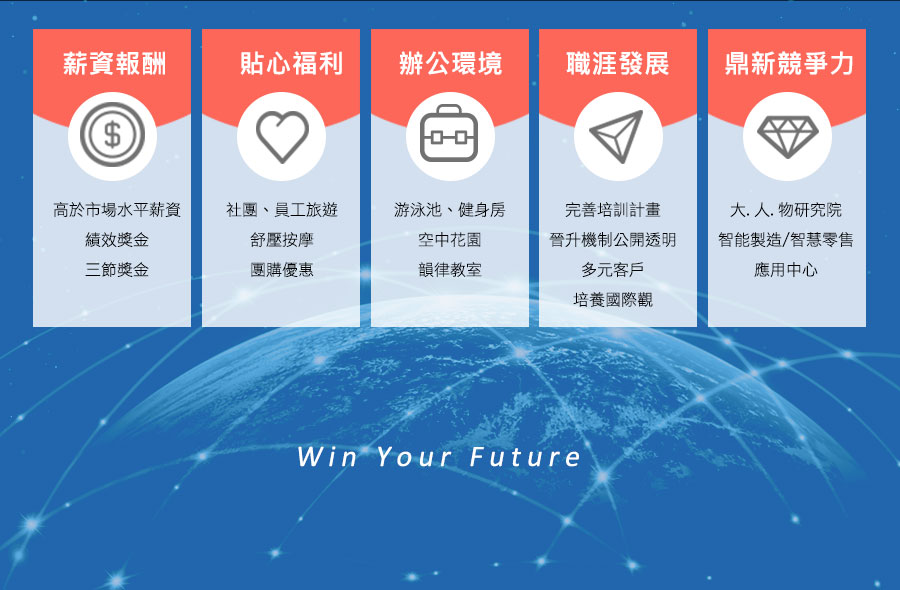 薪資報酬
高於市場水平薪資
績效獎金
三節獎金
貼心福利
社團、員工旅遊
舒壓按摩
團購優惠
辦公環境
游泳池、健身房
空中花園
韻律教室
職涯發展
完善培訓計畫
晉升機制公開透明
多元客戶
培養國際觀
鼎新競爭力
大. 人. 物研究院
智能製造/智慧零售
應用中心
Win Your Future